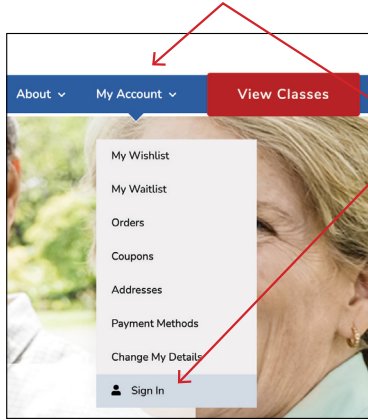 About My Account View Classes
My Wishlist
My Waitlist
Orders
Coupons
Addresses
Payment Methods
Change My Details
Sign In